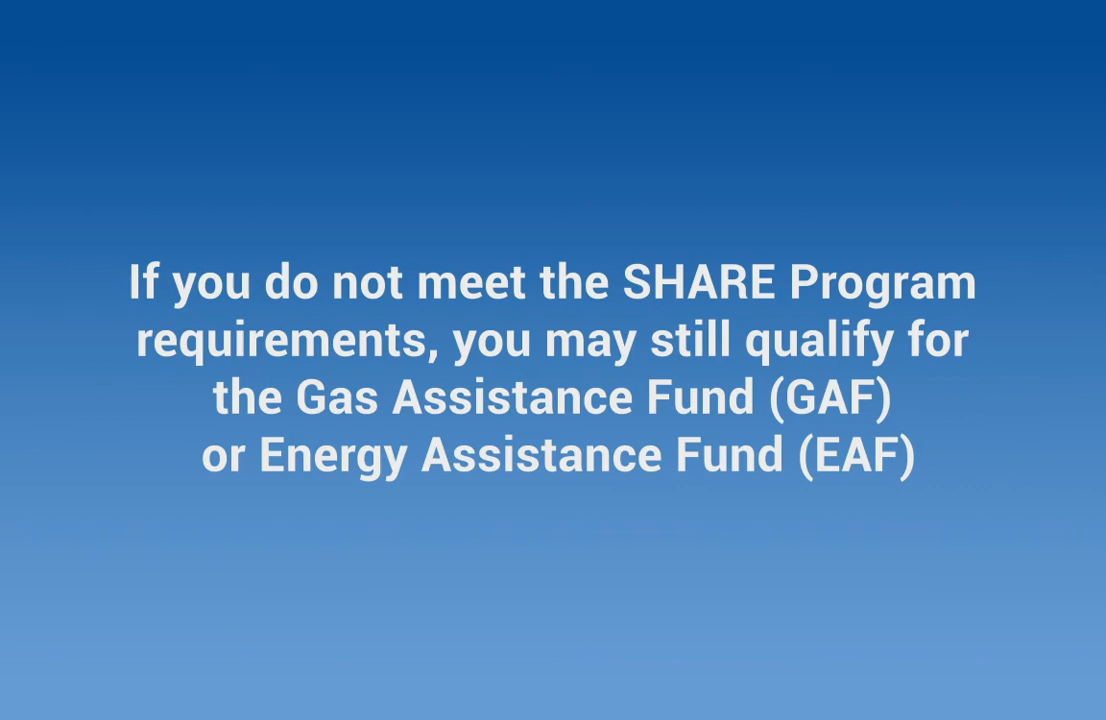 If you do not meet the SHARE Program
requirements, you may still qualify for
the Gas Assistance Fund (GAF)
or Energy Assistance Fund (EAF)